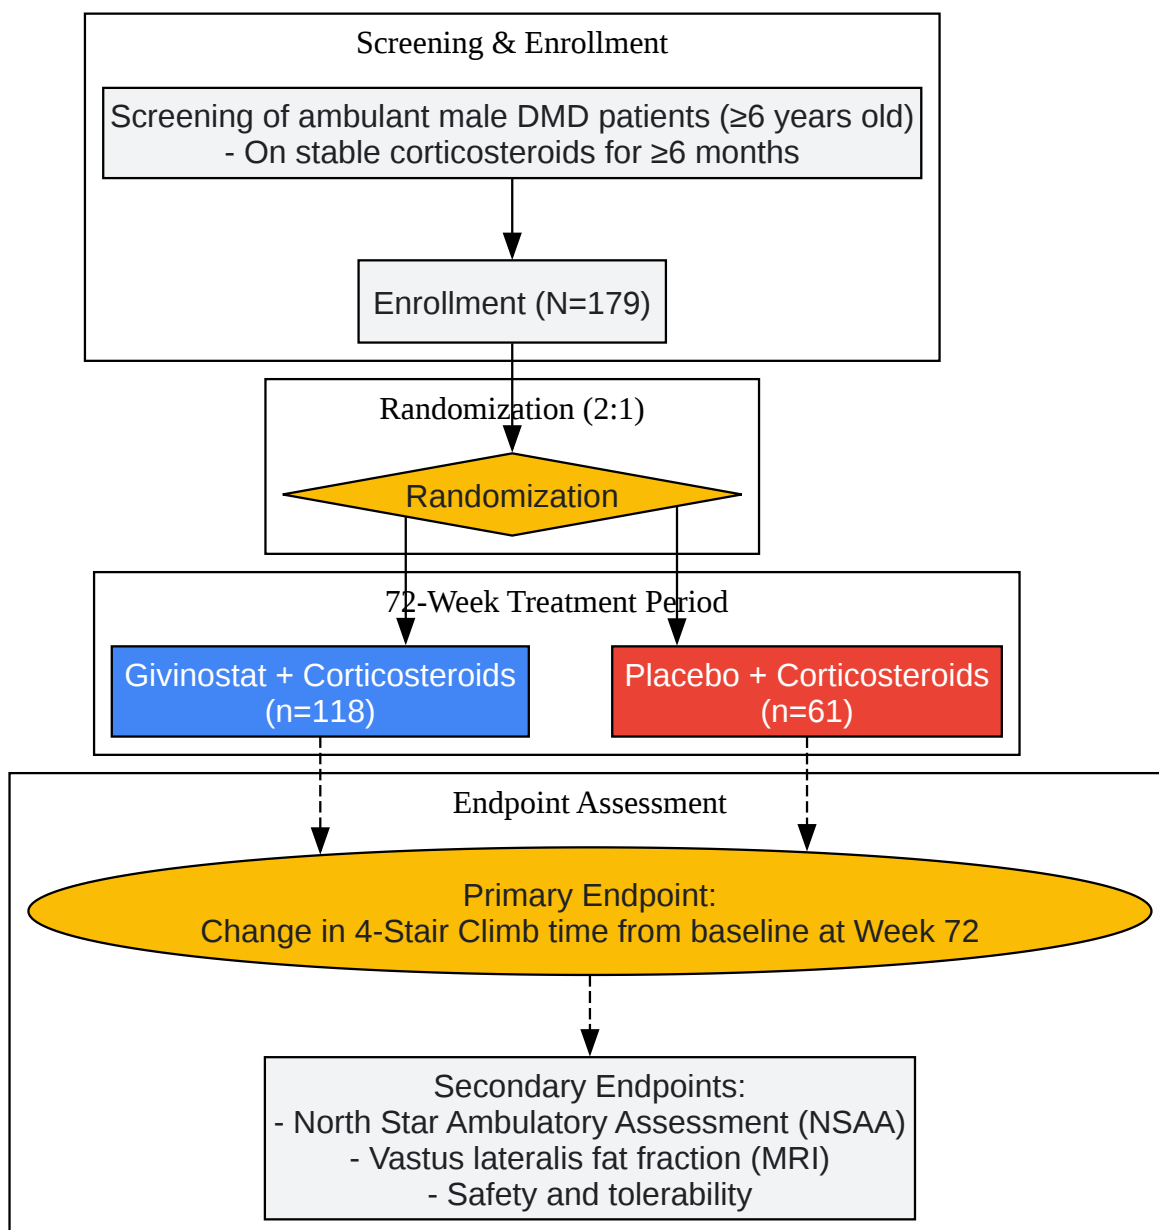 Screening & Enrollment
Screening of ambulant male DMD patients (≥6 years old)
- On stable corticosteroids for ≥6 months
Enrollment (N=179)
Randomization (2:1)
Randomization
72-Week Treatment Period
Givinostat + Corticosteroids
(n=118)
Placebo + Corticosteroids
(n=61)
Endpoint Assessment
Primary Endpoint:
Change in 4-Stair Climb time from baseline at Week 72
Secondary Endpoints:
- North Star Ambulatory Assessment (NSAA)
- Vastus lateralis fat fraction (MRI)
- Safety and tolerability